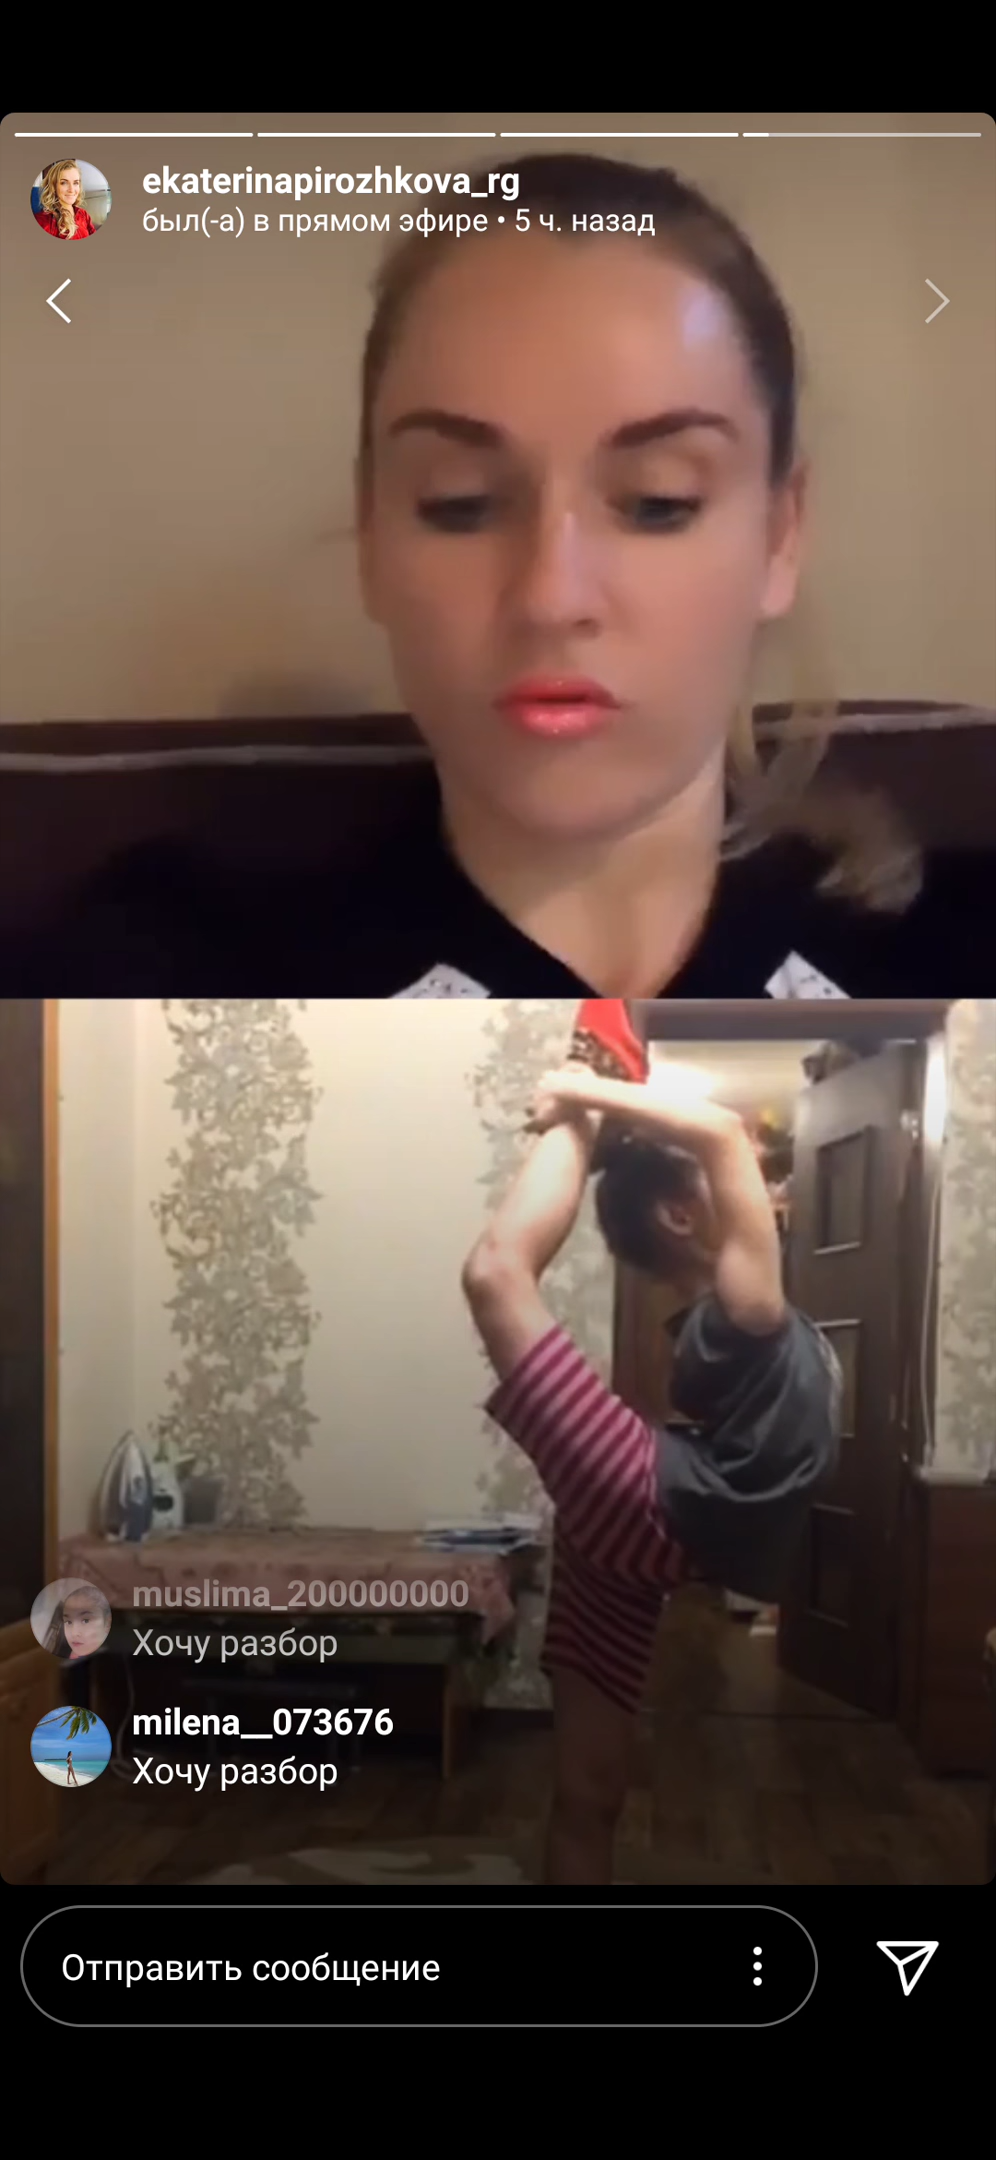 ekaterinapirozhkova_rg
был(-а) в прямом эфире • 5 ч. назад
muslima_200000000
Хочу разбор
milena__073676
Хочу разбор
Отправить сообщение